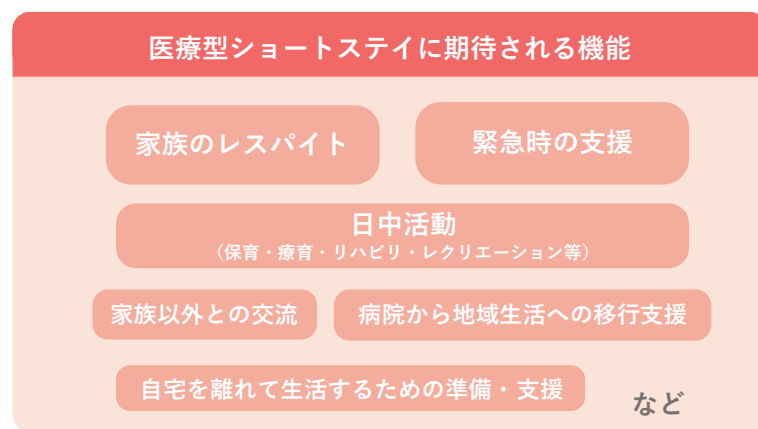 医療型ショートステイに期待される機能
家族のレスパイト
緊急時の支援
日中活動
（保育・療育・リハビリ・レクリエーション等）
家族以外との交流
病院から地域生活への移行支援
自宅を離れて生活するための準備・支援
など